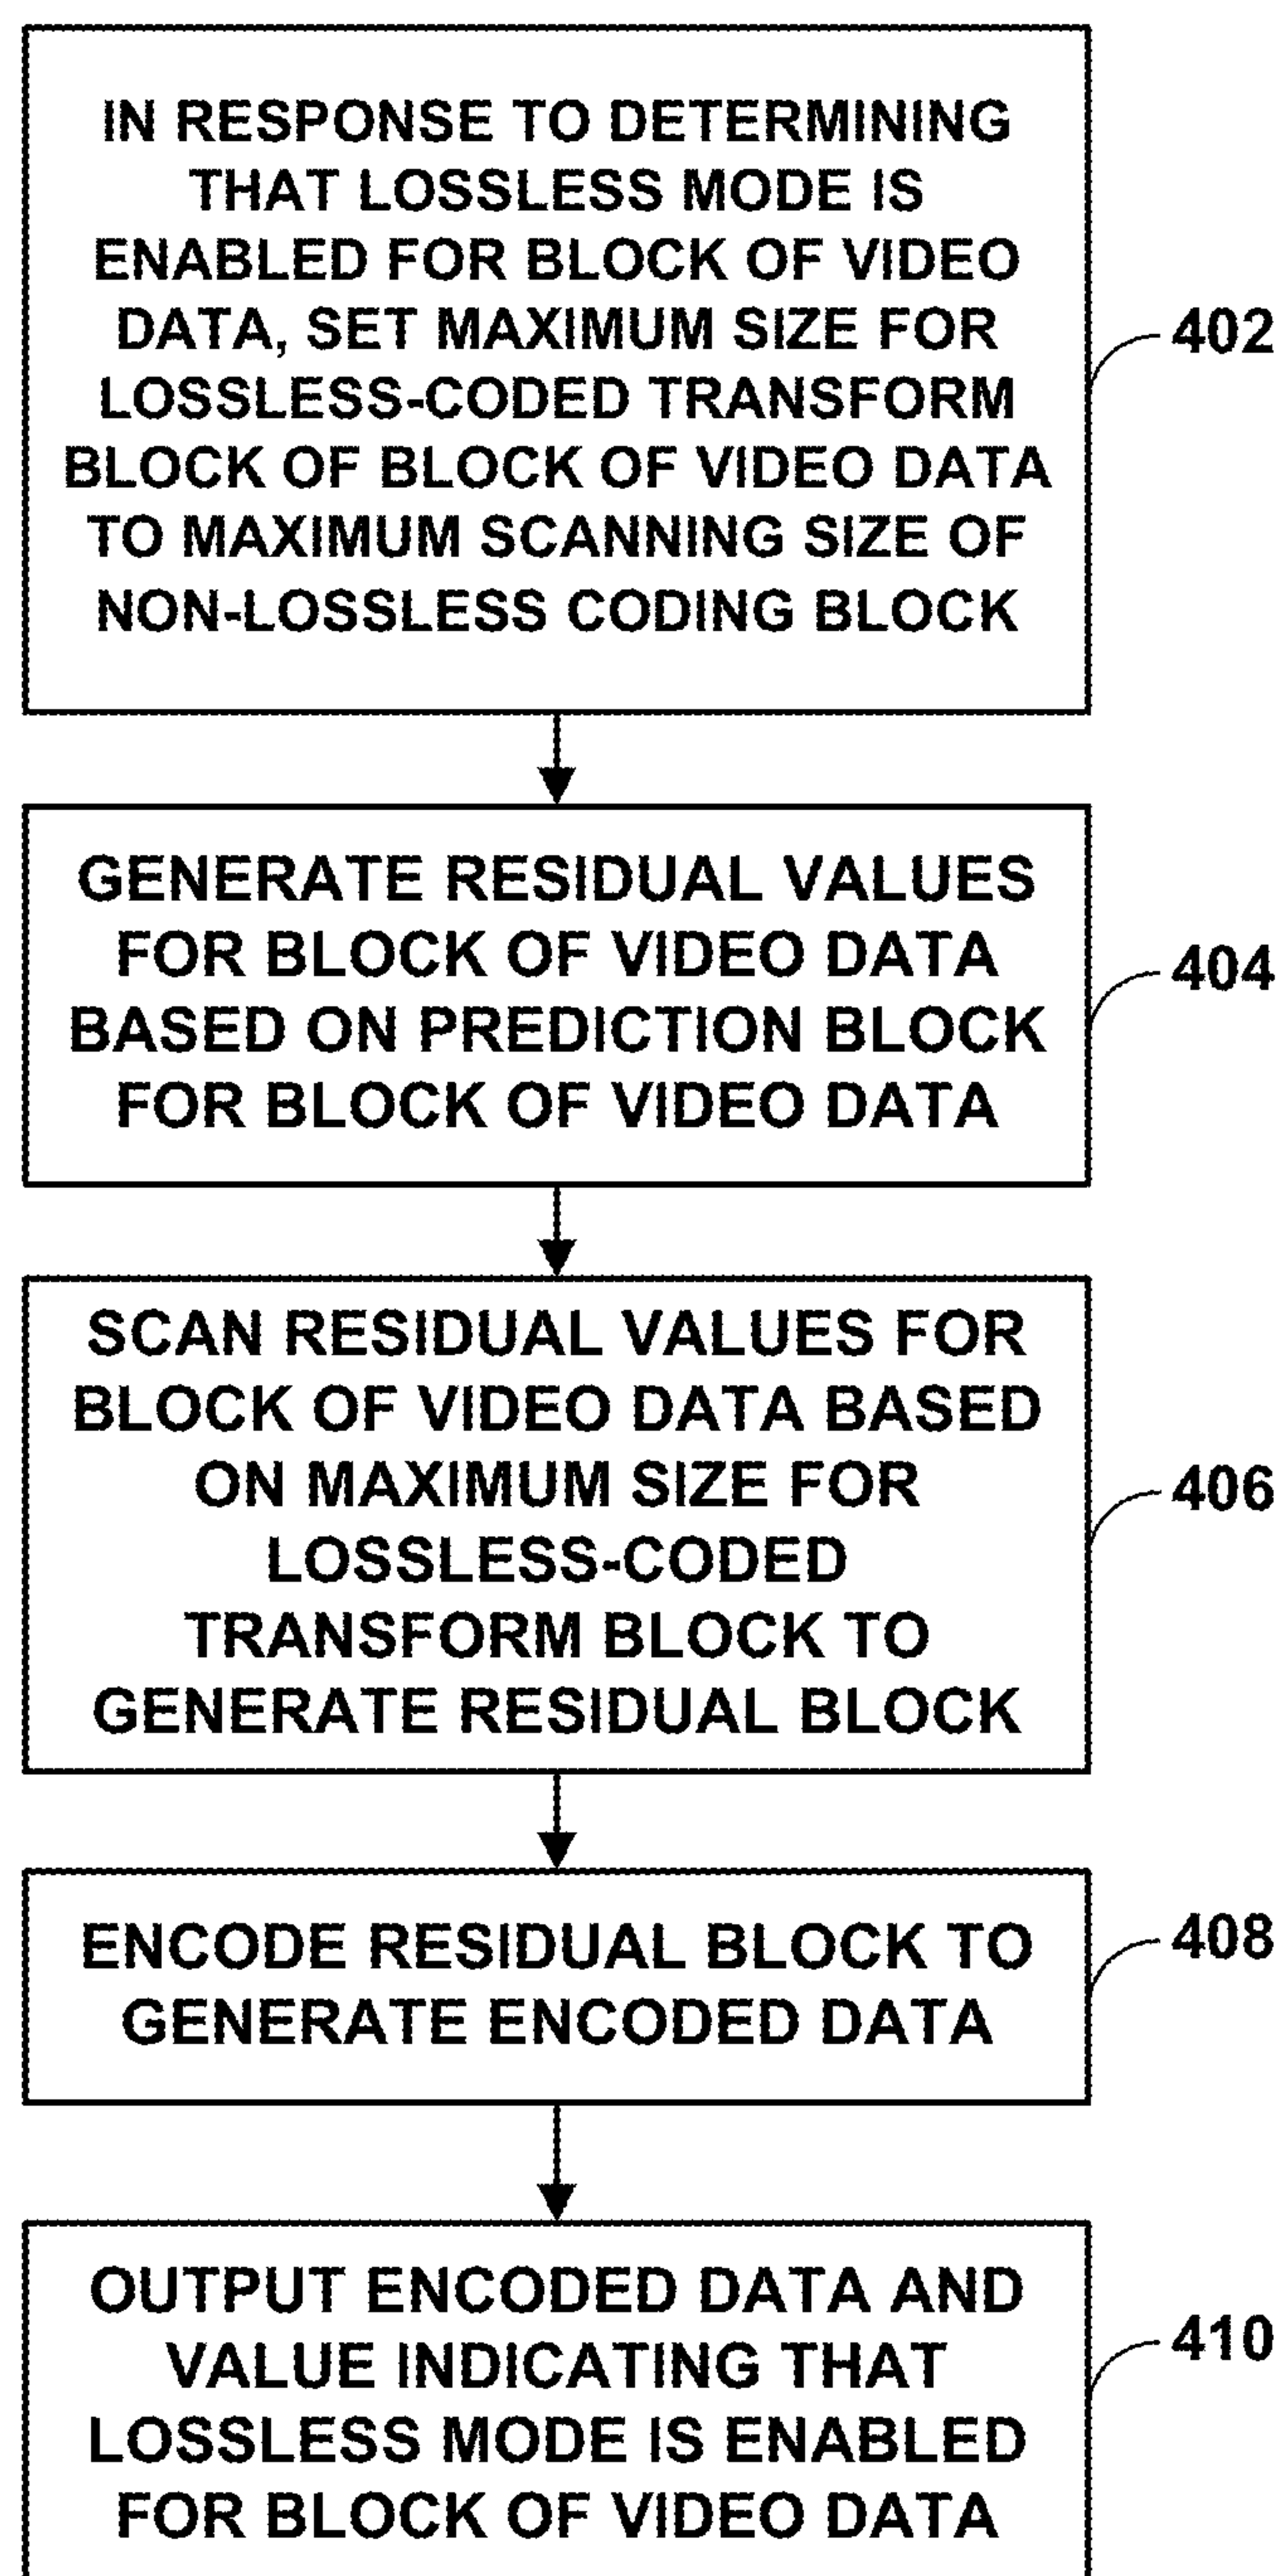 IN RESPONSE TO DETERMINING
THAT LOSSLESS MODE IS
ENABLED FOR BLOCK OF VIDEO
DATA, SET MAXIMUM SIZE FOR
LOSSLESS-CODED TRANSFORM
BLOCK OF BLOCK OF VIDEO DATA
TO MAXIMUM SCANNING SIZE OF
NON-LOSSLESS CODING BLOCK
402
GENERATE RESIDUAL VALUES
FOR BLOCK OF VIDEO DATA
BASED ON PREDICTION BLOCK
FOR BLOCK OF VIDEO DATA
404
SCAN RESIDUAL VALUES FOR
BLOCK OF VIDEO DATA BASED
ON MAXIMUM SIZE FOR
LOSSLESS-CODED
TRANSFORM BLOCK TO
GENERATE RESIDUAL BLOCK
406
ENCODE RESIDUAL BLOCK TO
GENERATE ENCODED DATA
408
OUTPUT ENCODED DATA AND
VALUE INDICATING THAT
LOSSLESS MODE IS ENABLED
FOR BLOCK OF VIDEO DATA
410